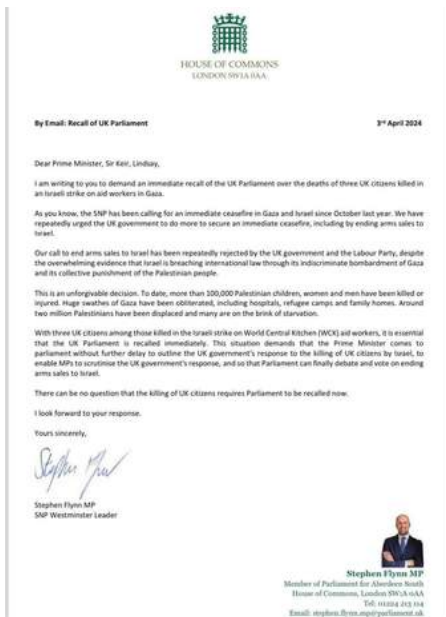 HOUSE OF COMMONS
LONDON SW1A 0AA
By Email: Recall of UK Parliament
3rd April 2024
Dear Prime Minister, Sir Keir, Lindsay,
I am writing to you to demand an immediate recall of the UK Parliament over the deaths of three UK citizens killed in
an Israeli strike on aid workers in Gaza.
As you know, the SNP has been calling for an immediate ceasefire in Gaza and Israel since October last year. We have
repeatedly urged the UK government to do more to secure an immediate ceasefire, including by ending arms sales to
Israel.
Our call to end arms sales to Israel has been repeatedly rejected by the UK government and the Labour Party, despite
the overwhelming evidence that Israel is breaching international law through its indiscriminate bombardment of Gaza
and its collective punishment of the Palestinian people.
This is an unforgivable decision. To date, more than 100,000 Palestinian children, women and men have been killed or
injured. Huge swathes of Gaza have been obliterated, including hospitals, refugee camps and family homes. Around
two million Palestinians have been displaced and many are on the brink of starvation.
With three UK citizens among those killed in the Israeli strike on World Central Kitchen (WCK) aid workers, it is essential
that the UK Parliament is recalled immediately. This situation demands that the Prime Minister comes to
parliament without further delay to outline the UK government's response to the killing of UK citizens by Israel, to
enable MPs to scrutinise the UK government's response, and so that Parliament can finally debate and vote on ending
arms sales to Israel.
There can be no question that the killing of UK citizens requires Parliament to be recalled now.
I look forward to your response.
Yours sincerely,
Stephen Flynn MP
SNP Westminster Leader
Stephen Flynn MP
Member of Parliament for Aberdeen South
House of Commons, London SW1A 0AA
Tel: 01224 213 114
Email: stephen.flynn.mp@parliament.uk